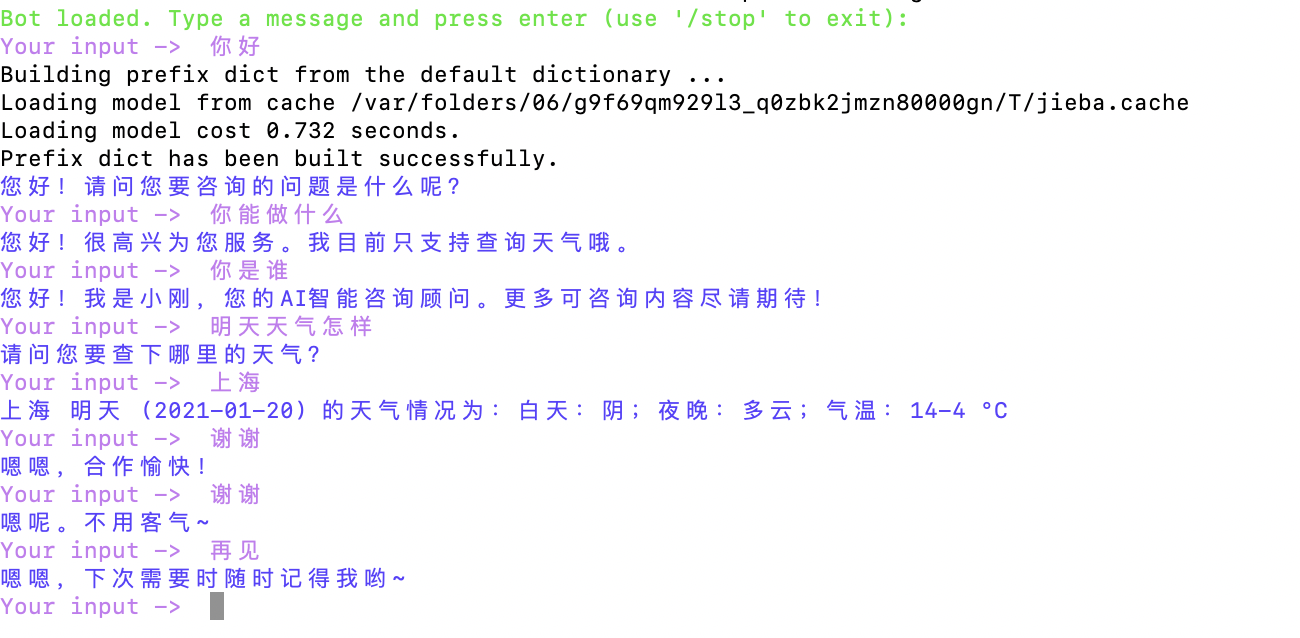 Bot loaded. Type a message and press enter (use '/stop' to exit):
Your input -> 你好
Building prefix dict from the default dictionary ...
Loading model from cache /var/folders/06/g9f69qm929l3_q0zbk2jmzn80000gn/T/jieba.cache
Loading model cost 0.732 seconds.
Prefix dict has been built successfully.
您好！请问您要咨询的问题是什么呢？
Your input -> 你能做什么
您好！很高兴为您服务。我目前只支持查询天气哦。
Your input -> 你是谁
您好！我是小刚，您的AI智能咨询顾问。更多可咨询内容尽请期待！
Your input -> 明天天气怎样
请问您要查下哪里的天气？
Your input -> 上海
上海 明天 (2021-01-20) 的天气情况为：白天：阴；夜晚：多云；气温：14-4 °C
Your input -> 谢谢
嗯嗯，合作愉快！
Your input -> 谢谢
嗯呢。不用客气~
Your input -> 再见
嗯嗯，下次需要时随时记得我哟~
Your input ->